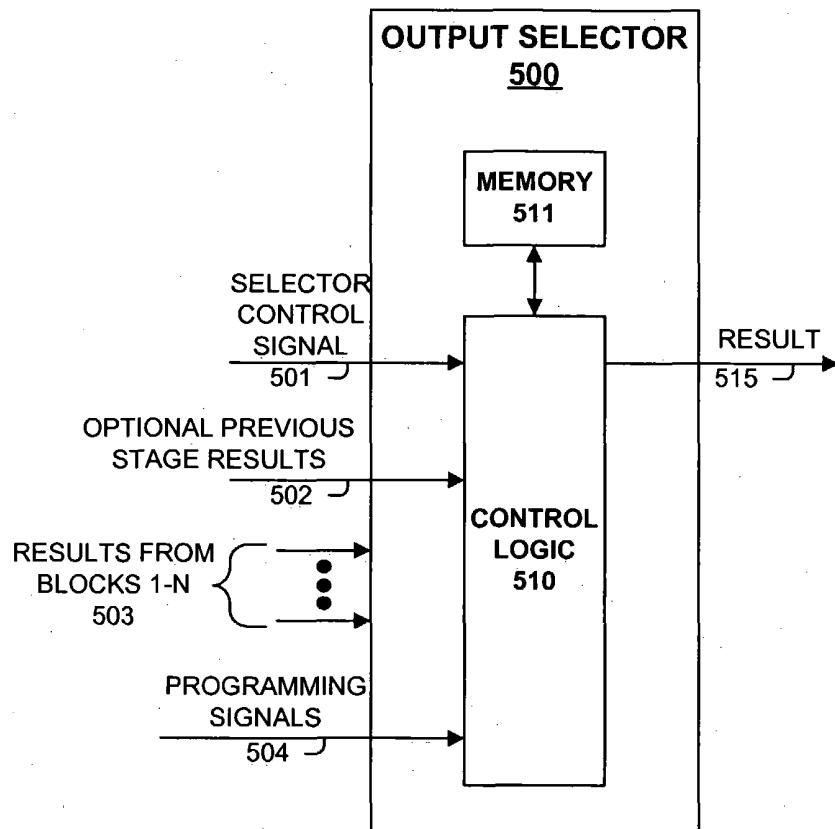 OUTPUT SELECTOR
500
MEMORY
511
SELECTOR
CONTROL
SIGNAL
501
RESULT
515
OPTIONAL PREVIOUS
STAGE RESULTS
502
CONTROL
LOGIC
510
RESULTS FROM
BLOCKS 1-N
503
PROGRAMMING
SIGNALS
504